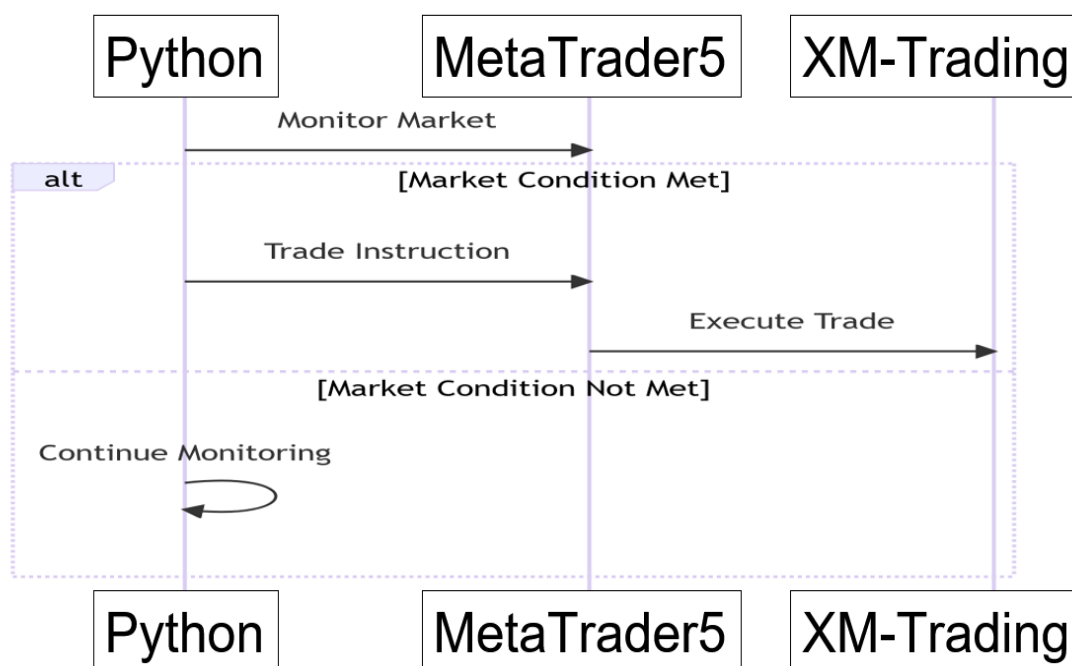 Python MetaTrader5 XM-Trading
Monitor Market
alt [Market Condition Met]
Trade Instruction
Execute Trade
[Market Condition Not Met]
Continue Monitoring
Python MetaTrader5 XM-Trading